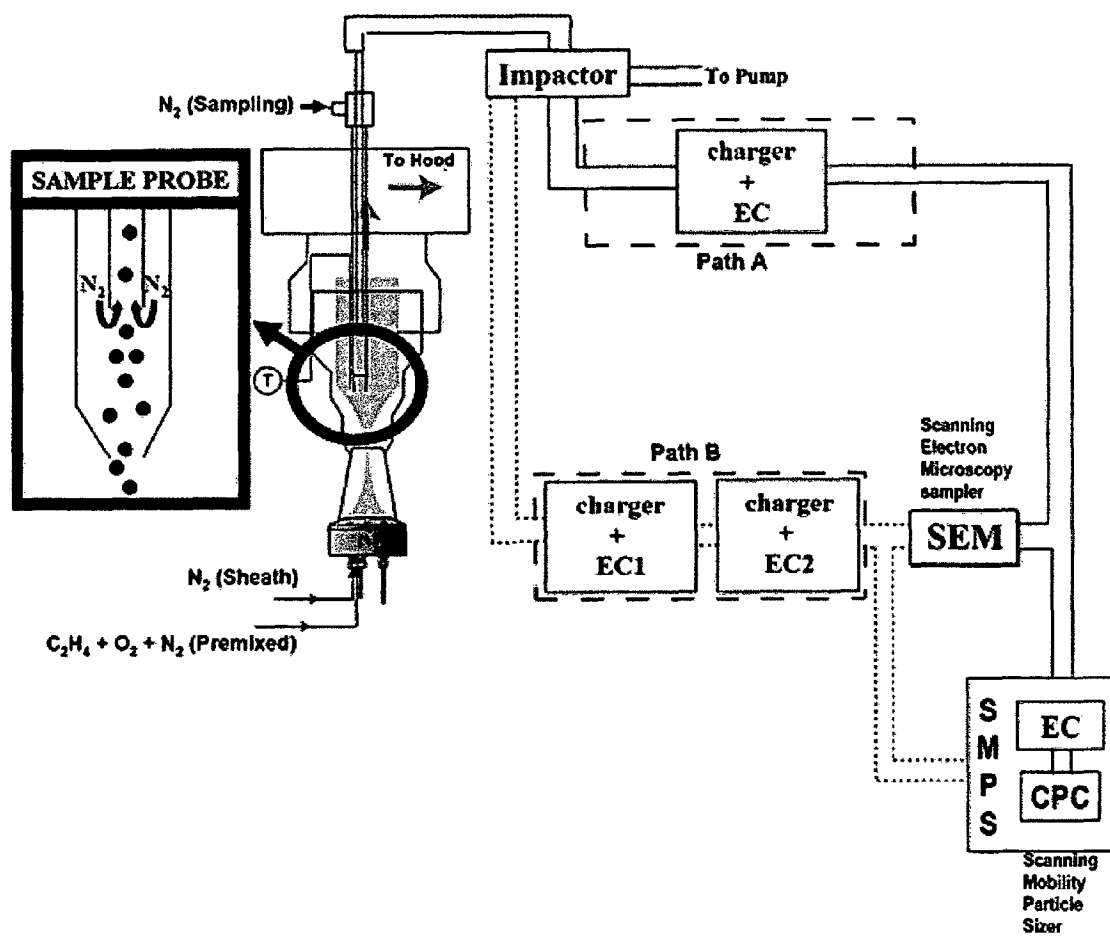 Impactor
To Pump
N₂ (Sampling)
To Hood
charger
+
EC
Path A
SAMPLE PROBE
N₂ N₂
T
Path B
charger
+
EC1
charger
+
EC2
Scanning
Electron
Microscopy
sampler
SEM
N₂ (Sheath)
C₂H₄ + O₂ + N₂ (Premixed)
S
M
P
S
EC
CPC
Scanning
Mobility
Particle
Sizer